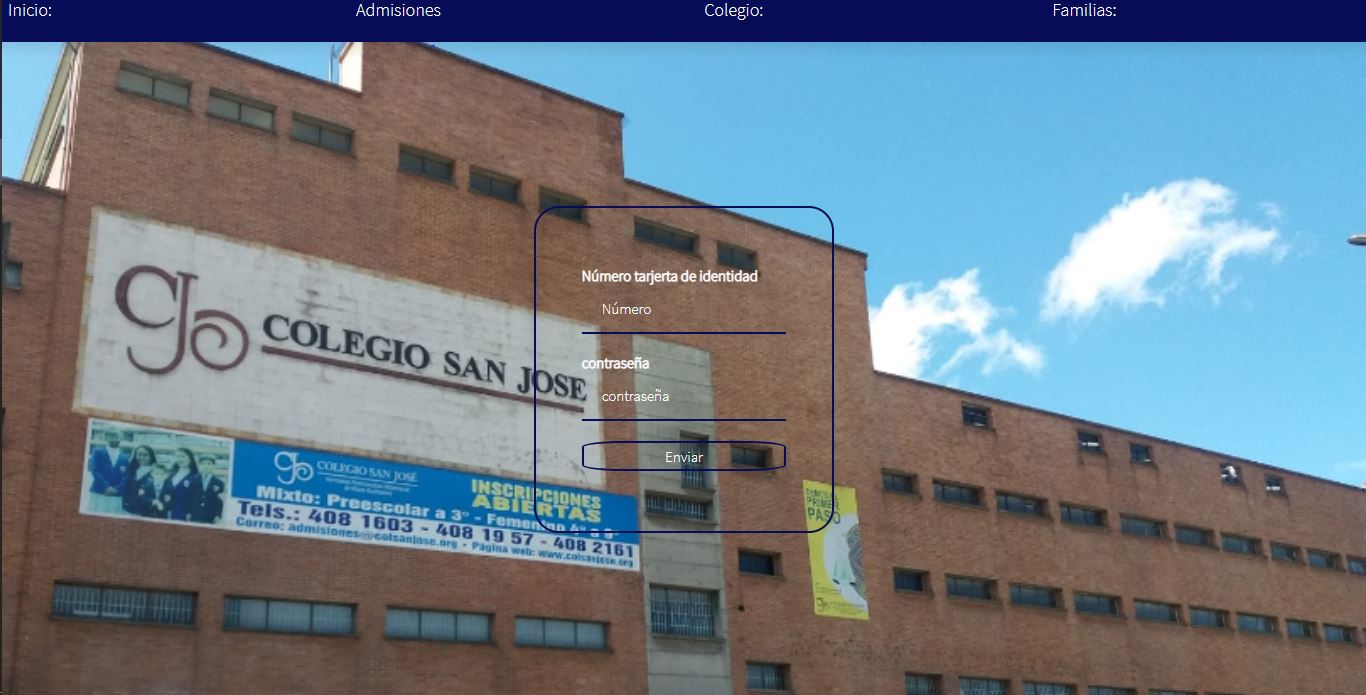 Inicio:
Admisiones
Colegio:
Familias:
Número tarjerta de identidad
Número
contraseña
contraseña
Enviar
COLEGIO SAN JOSE
COLEGIO SAN JOSÉ
INSCRIPCIONES
ABIERTAS
Mixto: Preescolar a 3° - Femenino 4° a 9°
Tels.: 408 1603 - 408 19 57 - 408 2161
Correo: admisiones@colsanjose.org • Página web: www.colsanjose.org
PRIMER
PASO